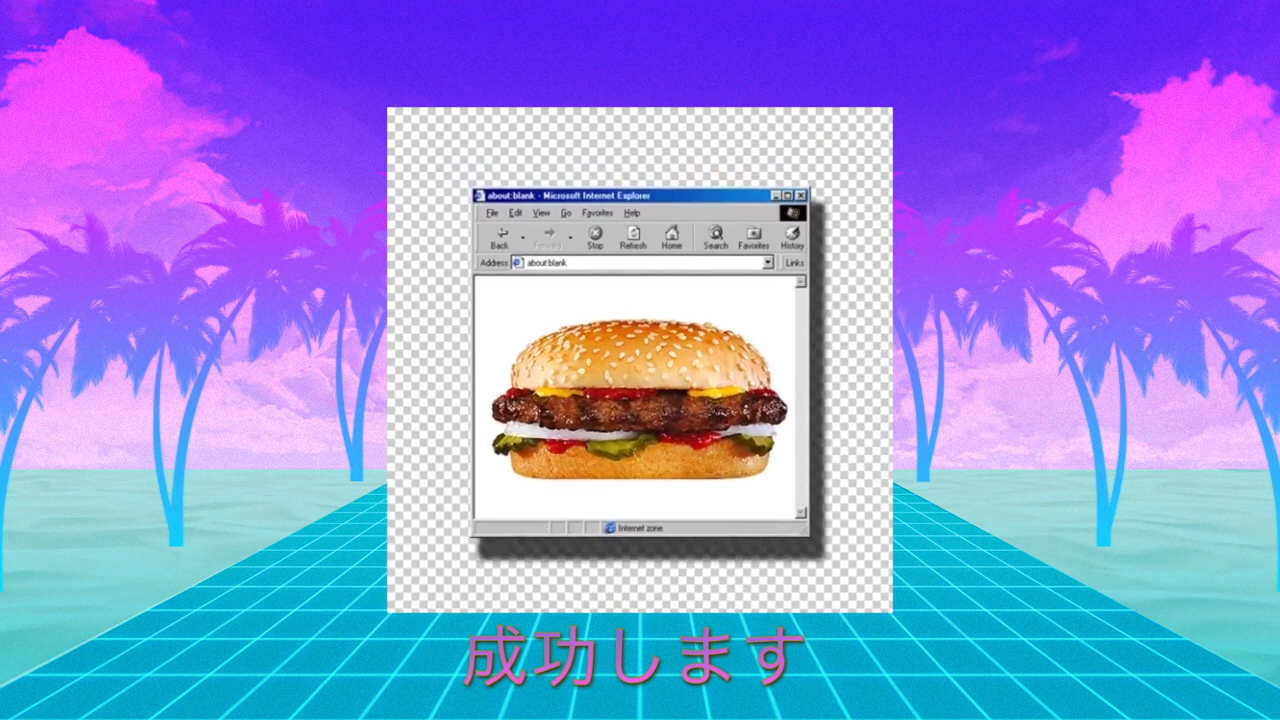 about:blank - Microsoft Internet Explorer
File Edit View Go Favorites Help
Back Forward Stop Refresh Home Search Favorites History
Address about:blank Links
Internet zone
成功します